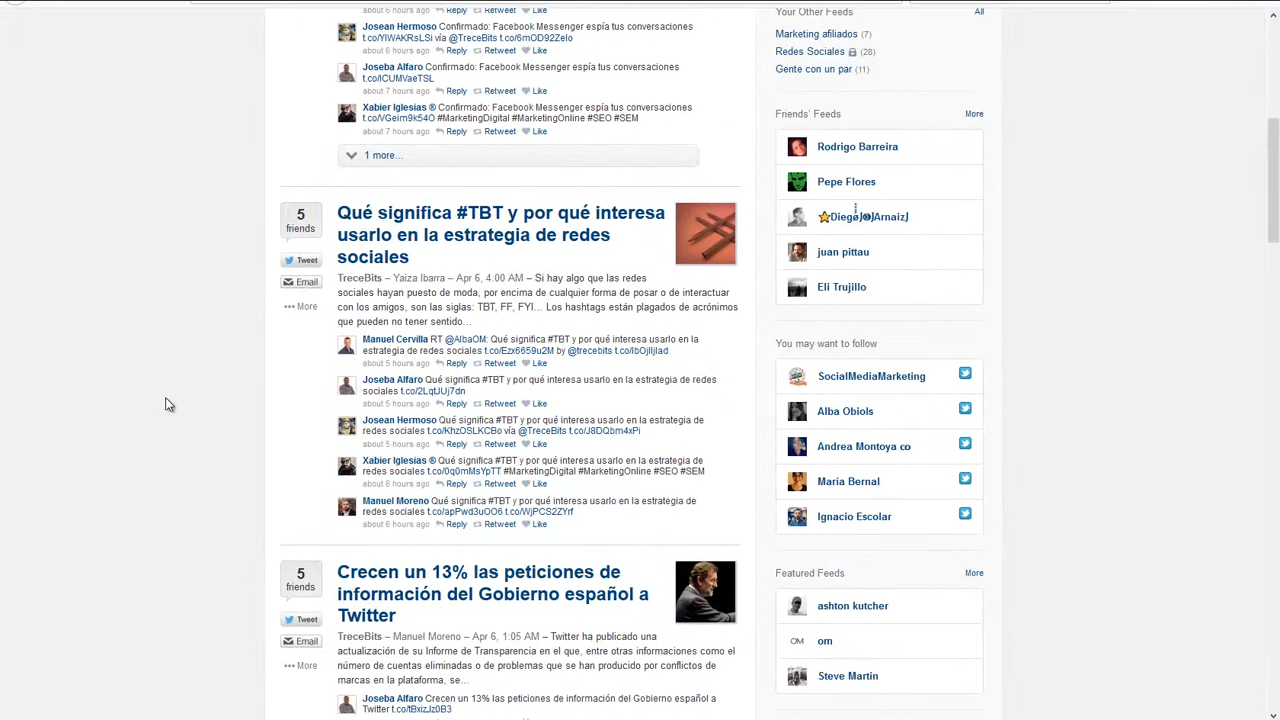 about 6 hours ago Reply Retweet Like
Josean Hermoso Confirmado: Facebook Messenger espía tus conversaciones
t.co/YlWAKRsLSi vía @TreceBits t.co/6mOD92Zelo
about 6 hours ago Reply Retweet Like
Joseba Alfaro Confirmado: Facebook Messenger espía tus conversaciones
t.co/ICUMVaeTSL
about 7 hours ago Reply Retweet Like
Xabier Iglesias ® Confirmado: Facebook Messenger espía tus conversaciones
t.co/VGeim9k54O #MarketingDigital #MarketingOnline #SEO #SEM
about 7 hours ago Reply Retweet Like
1 more...
5
friends
Tweet
Email
••• More
Qué significa #TBT y por qué interesa
usarlo en la estrategia de redes
sociales
TreceBits – Yaiza Ibarra – Apr 6, 4:00 AM – Si hay algo que las redes
sociales hayan puesto de moda, por encima de cualquier forma de posar o de interactuar
con los amigos, son las siglas: TBT, FF, FYI... Los hashtags están plagados de acrónimos
que pueden no tener sentido...
Manuel Cervilla RT @AlbaOM: Qué significa #TBT y por qué interesa usarlo en la
estrategia de redes sociales t.co/Ezx6659u2M by @trecebits t.co/IbOjIljlad
about 5 hours ago Reply Retweet Like
Joseba Alfaro Qué significa #TBT y por qué interesa usarlo en la estrategia de redes
sociales t.co/2LqtJUj7dn
about 5 hours ago Reply Retweet Like
Josean Hermoso Qué significa #TBT y por qué interesa usarlo en la estrategia de
redes sociales t.co/KhzOSLKCBo vía @TreceBits t.co/J8DQbm4xPi
about 5 hours ago Reply Retweet Like
Xabier Iglesias ® Qué significa #TBT y por qué interesa usarlo en la estrategia de
redes sociales t.co/0q0mMsYpTT #MarketingDigital #MarketingOnline #SEO #SEM
about 6 hours ago Reply Retweet Like
Manuel Moreno Qué significa #TBT y por qué interesa usarlo en la estrategia de
redes sociales t.co/apPwd3uOO6 t.co/WjPCS2ZYrf
about 6 hours ago Reply Retweet Like
5
friends
Tweet
Email
••• More
Crecen un 13% las peticiones de
información del Gobierno español a
Twitter
TreceBits – Manuel Moreno – Apr 6, 1:05 AM – Twitter ha publicado una
actualización de su Informe de Transparencia en el que, entre otras informaciones como el
número de cuentas eliminadas o de problemas que se han producido por conflictos de
marcas en la plataforma, se...
Joseba Alfaro Crecen un 13% las peticiones de información del Gobierno español a
Twitter t.co/tBxizJz0B3
Your Other Feeds All
Marketing afiliados (7)
Redes Sociales (28)
Gente con un par (11)
Friends' Feeds More
Rodrigo Barreira
Pepe Flores
juan pittau
Eli Trujillo
You may want to follow
SocialMediaMarketing
Alba Obiols
Andrea Montoya co
Maria Bernal
Ignacio Escolar
Featured Feeds More
ashton kutcher
OM om
Steve Martin